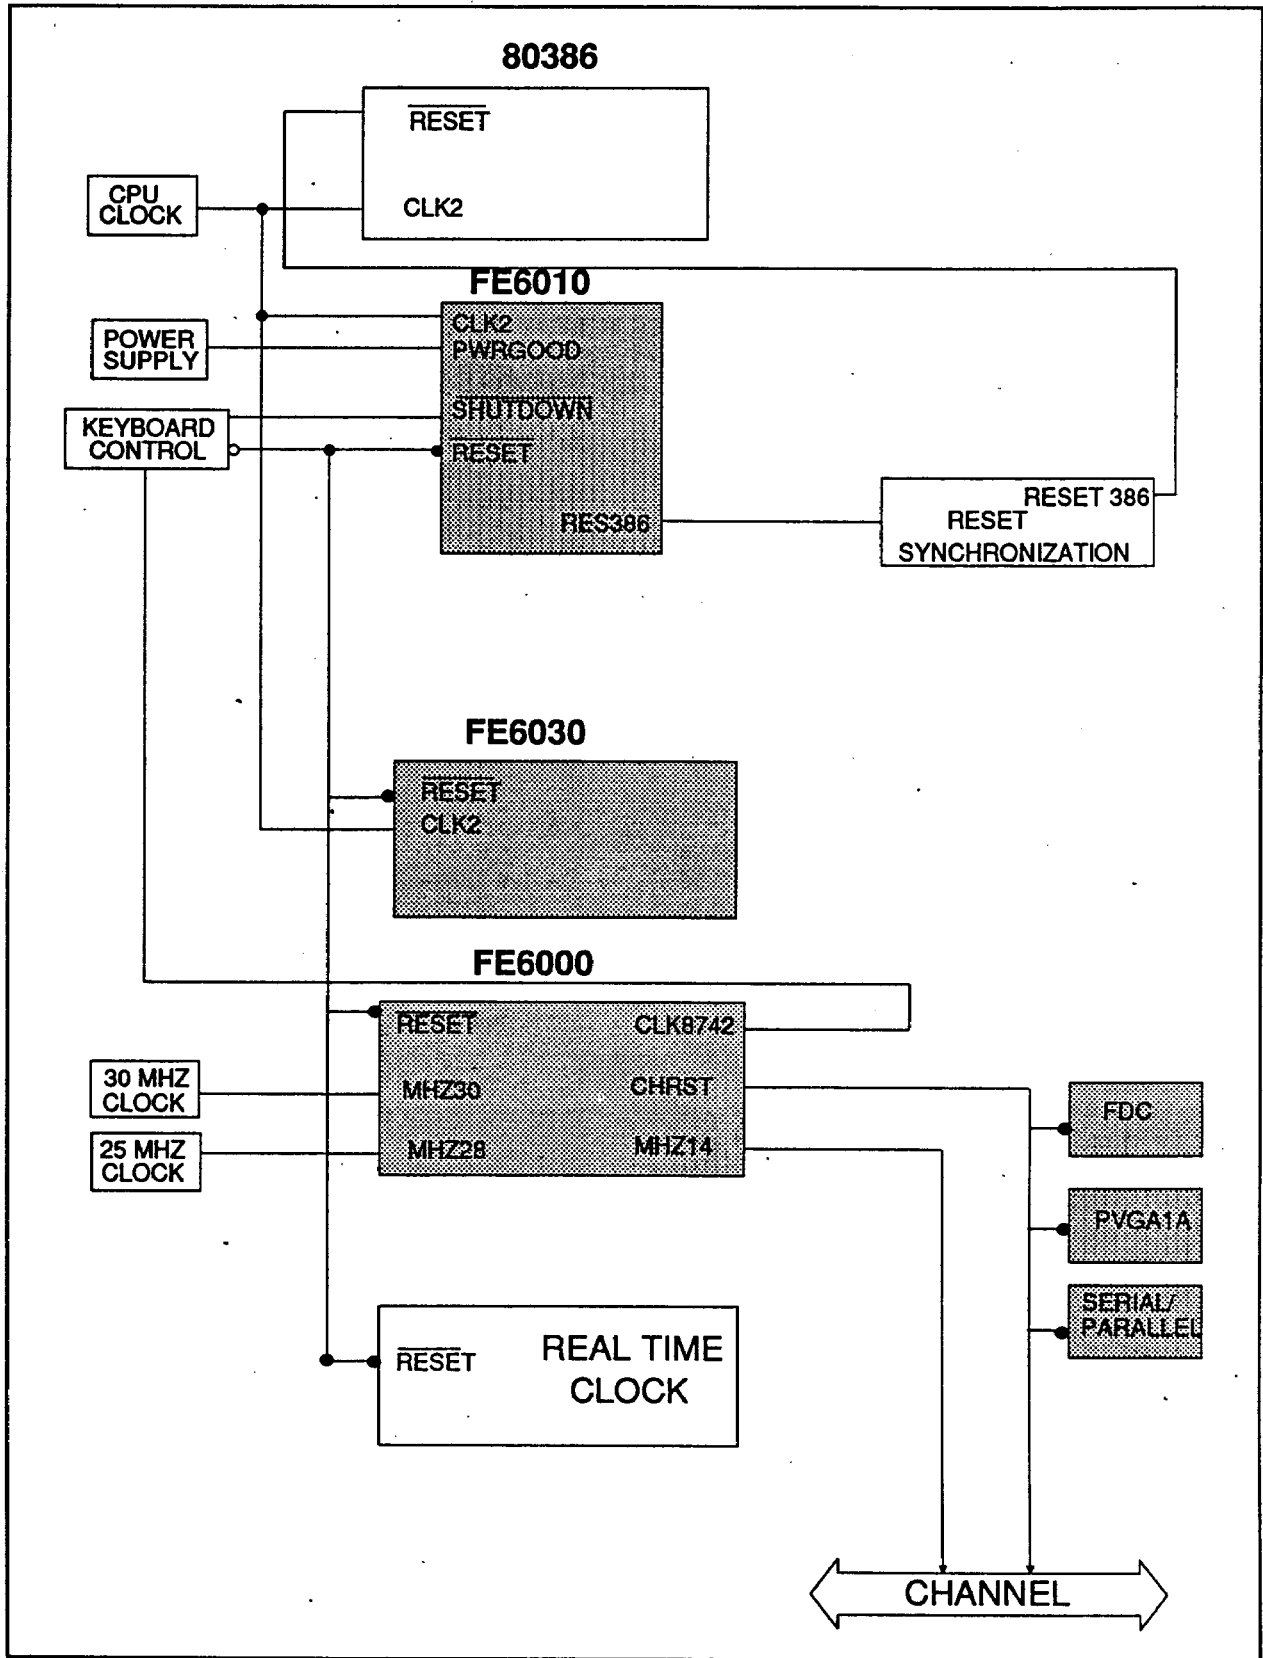 80386
RESET
CPU
CLOCK
CLK2
FE6010
CLK2
POWER
SUPPLY
PWRGOOD
SHUTDOWN
KEYBOARD
CONTROL
RESET
RES386
RESET 386
RESET
SYNCHRONIZATION
FE6030
RESET
CLK2
FE6000
RESET
CLK8742
30 MHZ
CLOCK
MHZ30
CHRST
FDC
25 MHZ
CLOCK
MHZ28
MHZ14
PVGA1A
SERIAL/
PARALLEL
RESET
REAL TIME
CLOCK
CHANNEL